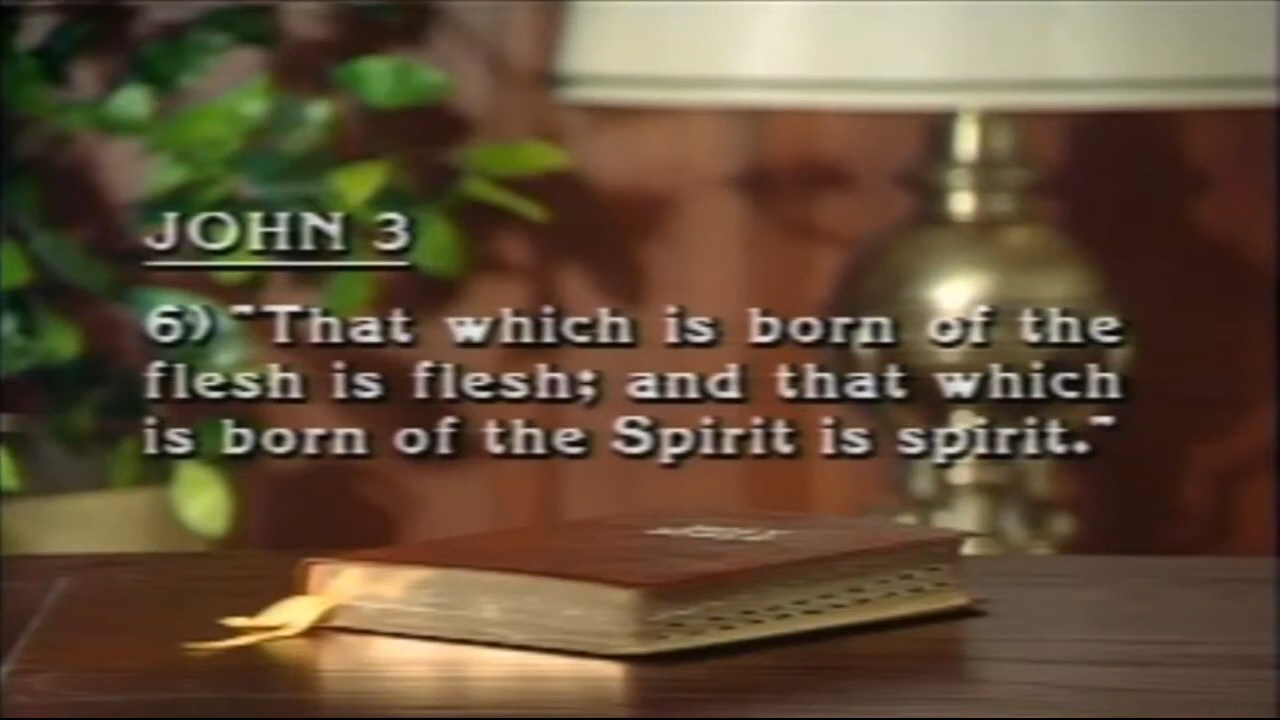 JOHN 3
6) "That which is born of the
flesh is flesh; and that which
is born of the Spirit is spirit."